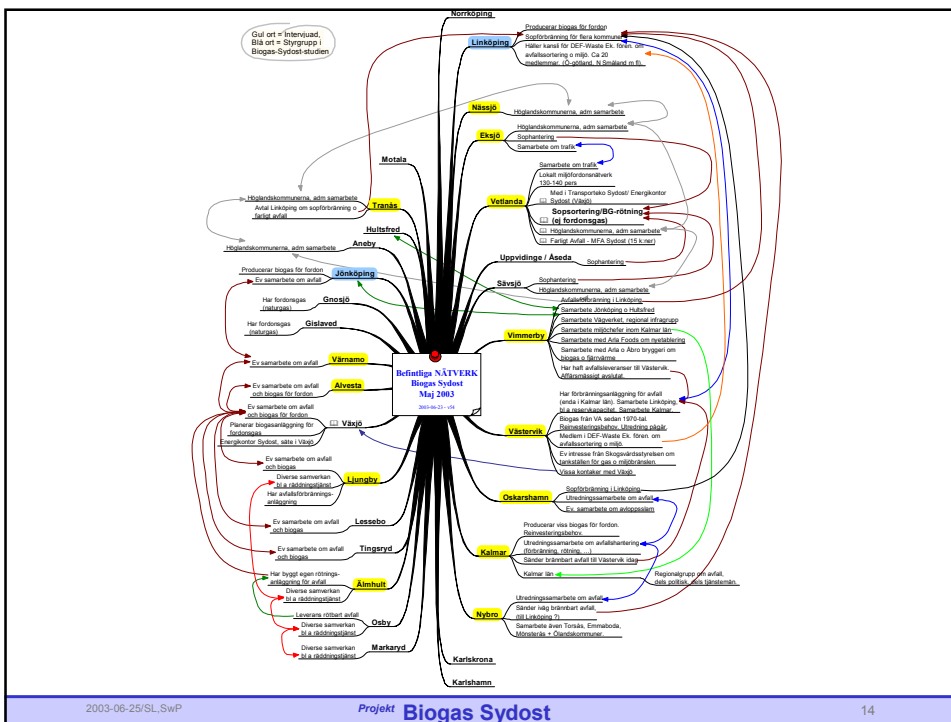 Gul ort = Intervjuad,
Blå ort = Styrgrupp i
Biogas-Sydost-studien
Norrköping
Linköping
Producerar biogas för fordon
Sopförbränning för flera kommuner
Håller kansli för DEF-Waste Ek. fören. om
avfallssortering o miljö. Ca 20
medlemmar. (Ö-götland, N Småland m fl).
Nässjö
Höglandskommunerna, adm samarbete
Eksjö
Höglandskommunerna, adm samarbete
Sophantering
Samarbete om trafik
Vetlanda
Samarbete om trafik
Lokalt miljöfordonsnätverk
130-140 pers
Med i Transporteko Sydost/ Energikontor
Sydost (Växjö)
Sopsortering/BG-rötning
(ej fordonsgas)
Höglandskommunerna, adm samarbete
Farligt Avfall - MFA Sydost (15 k:ner)
Uppvidinge / Åseda
Sophantering
Sävsjö
Sophantering
Höglandskommunerna, adm samarbete
Vimmerby
Avfallsförbränning i Linköping
Samarbete Jönköping o Hultsfred
Samarbete Vägverket, regional infragrupp
Samarbete miljöchefer inom Kalmar län
Samarbete med Arla Foods om nyetablering
Samarbete med Arla o Åbro bryggeri om
biogas o fjärrvärme
Har haft avfallsleveranser till Västervik.
Affärsmässigt avslutat.
Västervik
Har förbränningsanläggning för avfall
(enda i Kalmar län). Samarbete Linköping,
bl a reservkapacitet. Samarbete Kalmar.
Biogas från VA sedan 1970-tal.
Reinvesteringsbehov. Utredning pågår.
Medlem i DEF-Waste Ek. fören. om
avfallssortering o miljö.
Ev intresse från Skogsvårdsstyrelsen om
tankställen för gas o miljöbränslen.
Vissa kontaker med Växjö
Oskarshamn
Sopförbränning i Linköping
Utredningssamarbete om avfall
Ev. samarbete om avloppsslam
Kalmar
Producerar viss biogas för fordon.
Reinvesteringsbehov.
Utredningssamarbete om avfallshantering
(förbränning, rötning, ...)
Sänder brännbart avfall till Västervik idag
Kalmar län
Regionalgrupp om avfall,
dels politisk, dels tjänstemän.
Nybro
Utredningssamarbete om avfall
Sänder iväg brännbart avfall,
(till Linköping ?)
Samarbete även Torsås, Emmaboda,
Mönsterås + Ölandskommuner.
Karlskrona
Karlshamn
Motala
Tranås
Höglandskommunerna, adm samarbete
Avtal Linköping om sopförbränning o
farligt avfall
Hultsfred
Aneby
Höglandskommunerna, adm samarbete
Jönköping
Producerar biogas för fordon
Ev samarbete om avfall
Gnosjö
Har fordonsgas
(naturgas)
Gislaved
Har fordonsgas
(naturgas)
Värnamo
Ev samarbete om avfall
Alvesta
Ev samarbete om avfall
och biogas för fordon
Växjö
Ev samarbete om avfall
och biogas för fordon
Planerar biogasanläggning för
fordonsgas
Energikontor Sydost, säte i Växjö
Ljungby
Ev samarbete om avfall
och biogas
Diverse samverkan
bl a räddningstjänst
Har avfallsförbrännings-
anläggning
Lessebo
Ev samarbete om avfall
och biogas
Tingsryd
Ev samarbete om avfall
och biogas
Älmhult
Har byggt egen rötnings-
anläggning för avfall
Diverse samverkan
bl a räddningstjänst
Osby
Leverans rötbart avfall
Diverse samverkan
bl a räddningstjänst
Markaryd
Diverse samverkan
bl a räddningstjänst
Befintliga NÄTVERK
Biogas Sydost
Maj 2003
2003-06-23 - v54
2003-06-25/SL,SwP
Projekt Biogas Sydost
14